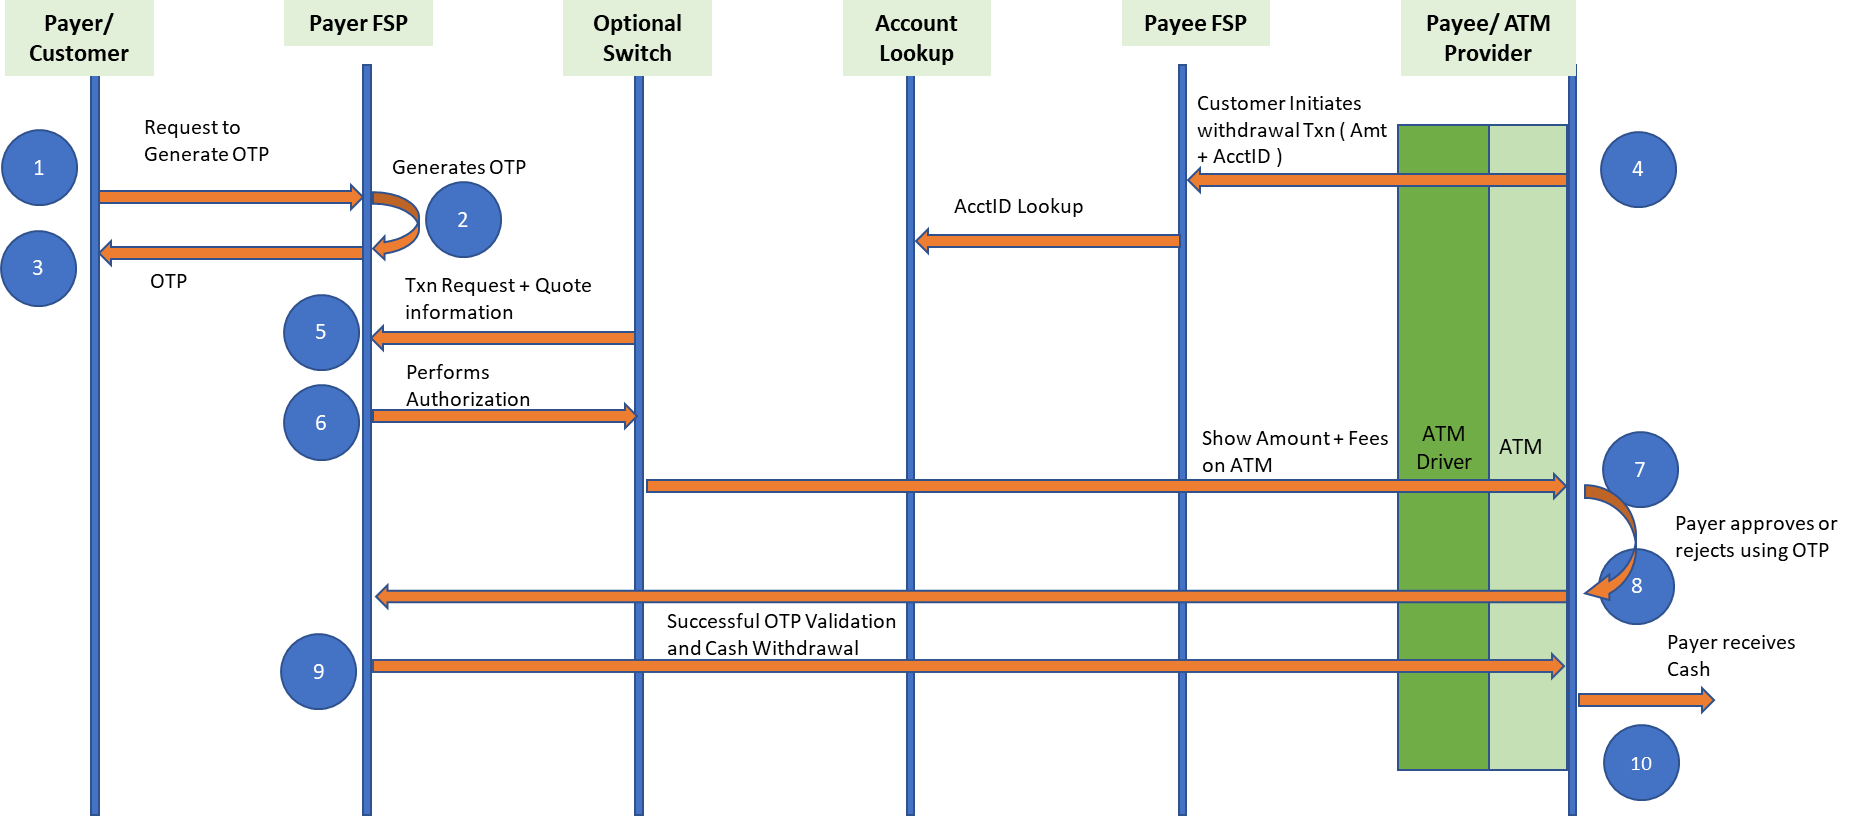 Payer/
Customer
Payer FSP
Optional
Switch
Account
Lookup
Payee FSP
Payee/ ATM
Provider
Request to
Generate OTP
1
Generates OTP
2
3
OTP
Customer Initiates
withdrawal Txn ( Amt
+ AcctID )
4
AcctID Lookup
Txn Request + Quote
information
5
Performs
Authorization
6
Show Amount + Fees
on ATM
ATM
Driver
ATM
7
Payer approves or
rejects using OTP
8
Successful OTP Validation
and Cash Withdrawal
9
Payer receives
Cash
10